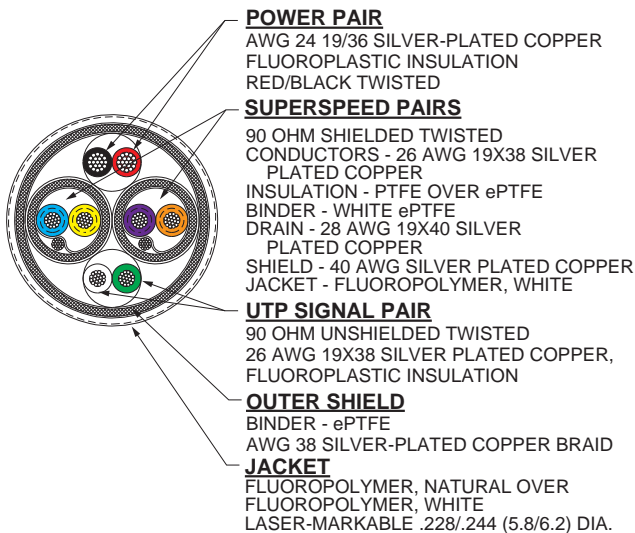 POWER PAIR
AWG 24 19/36 SILVER-PLATED COPPER
FLUOROPLASTIC INSULATION
RED/BLACK TWISTED
SUPERSPEED PAIRS
90 OHM SHIELDED TWISTED
CONDUCTORS - 26 AWG 19X38 SILVER
PLATED COPPER
INSULATION - PTFE OVER ePTFE
BINDER - WHITE ePTFE
DRAIN - 28 AWG 19X40 SILVER
PLATED COPPER
SHIELD - 40 AWG SILVER PLATED COPPER
JACKET - FLUOROPOLYMER, WHITE
UTP SIGNAL PAIR
90 OHM UNSHIELDED TWISTED
26 AWG 19X38 SILVER PLATED COPPER,
FLUOROPLASTIC INSULATION
OUTER SHIELD
BINDER - ePTFE
AWG 38 SILVER-PLATED COPPER BRAID
JACKET
FLUOROPOLYMER, NATURAL OVER
FLUOROPOLYMER, WHITE
LASER-MARKABLE .228/.244 (5.8/6.2) DIA.